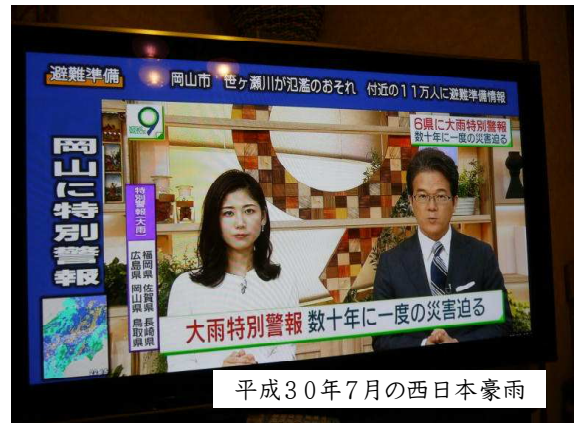 避難準備
岡山市 笹ヶ瀬川が氾濫のおそれ 付近の11万人に避難準備情報
岡山に特別警報
9
6県に大雨特別警報
数十年に一度の災害迫る
特別警報(大雨)
福岡県 佐賀県 長崎県
広島県 岡山県 鳥取県
大雨特別警報 数十年に一度の災害迫る
平成30年7月の西日本豪雨